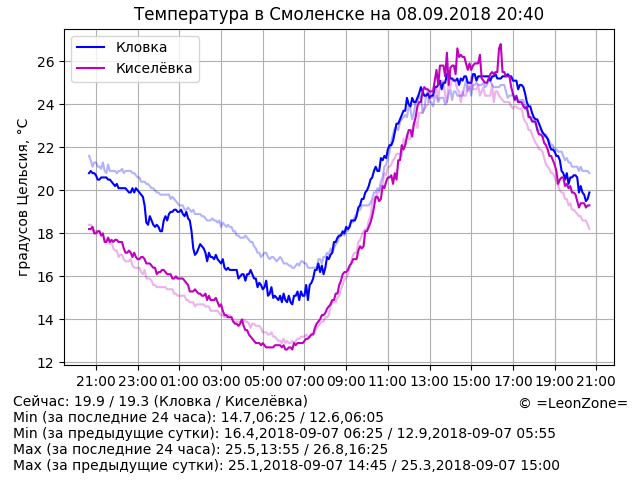 Температура в Смоленске на 08.09.2018 20:40
Кловка
Киселёвка
градусов Цельсия, °C
26
24
22
20
18
16
14
12
21:00 23:00 01:00 03:00 05:00 07:00 09:00 11:00 13:00 15:00 17:00 19:00 21:00
Сейчас: 19.9 / 19.3 (Кловка / Киселёвка)
© =LeonZone=
Min (за последние 24 часа): 14.7,06:25 / 12.6,06:05
Min (за предыдущие сутки): 16.4,2018-09-07 06:25 / 12.9,2018-09-07 05:55
Max (за последние 24 часа): 25.5,13:55 / 26.8,16:25
Max (за предыдущие сутки): 25.1,2018-09-07 14:45 / 25.3,2018-09-07 15:00